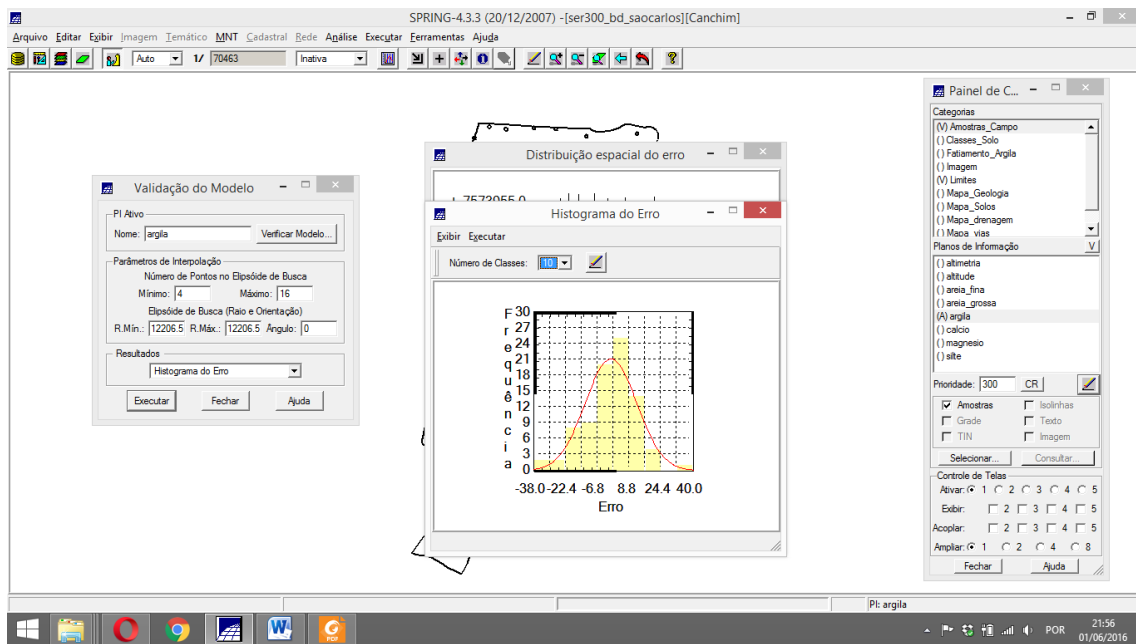 SPRING-4.3.3 (20/12/2007) -[ser300_bd_saocarlos][Canchim]
Arquivo Editar Exibir Imagem Temático MNT Cadastral Rede Análise Executar Ferramentas Ajuda
Auto 1/ 70463 Inativa
Validação do Modelo
PI Ativo
Nome: argila Verificar Modelo...
Parâmetros de Interpolação
Número de Pontos no Elipsóide de Busca
Mínimo: 4 Máximo: 16
Elipsóide de Busca (Raio e Orientação)
R.Mín.: 12206.5 R.Máx.: 12206.5 Angulo: 0
Resultados
Histograma do Erro
Executar Fechar Ajuda
Distribuição espacial do erro
Histograma do Erro
Exibir Executar
Número de Classes: 10
Frequência
30
27
24
21
18
15
12
9
6
3
0
-38.0 -22.4 -6.8 8.8 24.4 40.0
Erro
Painel de C...
Categorias
(V) Amostras_Campo
( ) Classes_Solo
( ) Fatiamento_Argila
( ) Imagem
(V) Limites
( ) Mapa_Geologia
( ) Mapa_Solos
( ) Mapa_drenagem
( ) Mapa_vias
Planos de Informação V
( ) altimetria
( ) altitude
( ) areia_fina
( ) areia_grossa
(A) argila
( ) calcio
( ) magnesio
( ) silte
Prioridade: 300 CR
Amostras Isolinhas
Grade Texto
TIN Imagem
Selecionar... Consultar...
Controle de Telas
Ativar: 1 2 3 4 5
Exibir: 2 3 4 5
Acoplar: 2 3 4 5
Ampliar: 1 2 4 8
Fechar Ajuda
PI: argila
PDF
POR
21:56
01/06/2016